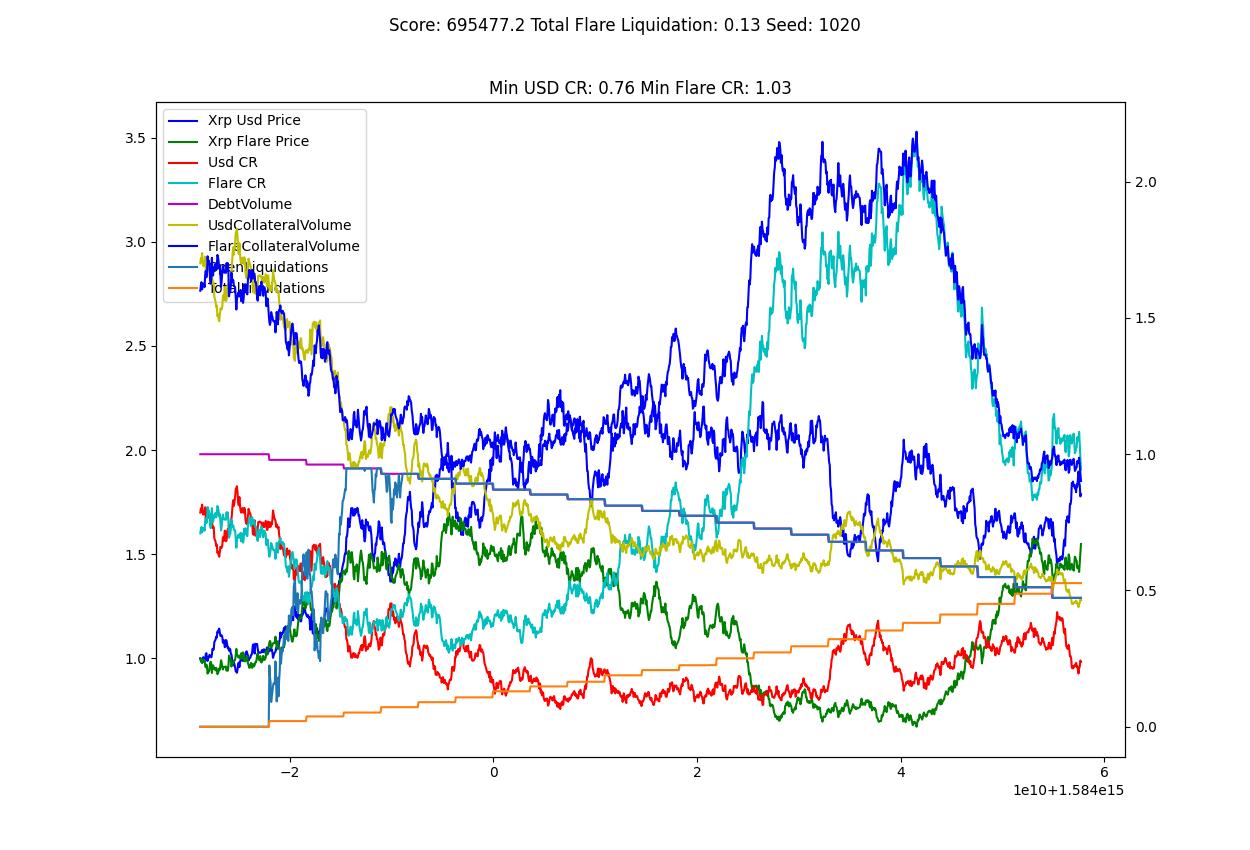 Score: 695477.2 Total Flare Liquidation: 0.13 Seed: 1020
Min USD CR: 0.76 Min Flare CR: 1.03
Xrp Usd Price
Xrp Flare Price
Usd CR
Flare CR
DebtVolume
UsdCollateralVolume
FlareCollateralVolume
3.5
3.0
2.5
2.0
1.5
1.0
2.0
1.5
1.0
0.5
0.0
−2
0
2
4
6
1e10+1.584e15